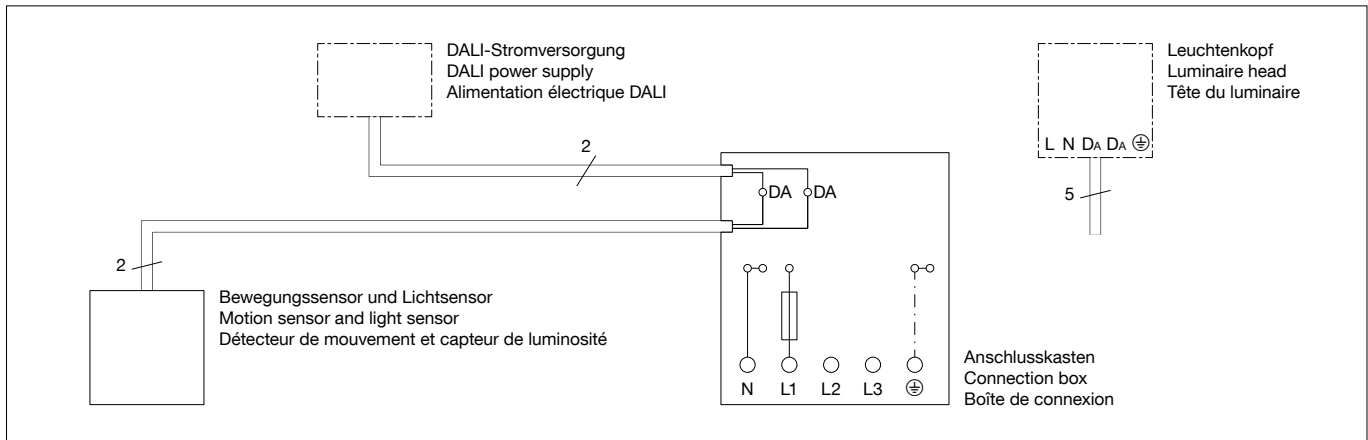 DALI-Stromversorgung
DALI power supply
Alimentation électrique DALI
Leuchtenkopf
Luminaire head
Tête du luminaire
L N DA DA ⏚
2
5
DA DA
2
Bewegungssensor und Lichtsensor
Motion sensor and light sensor
Détecteur de mouvement et capteur de luminosité
N L1 L2 L3 ⏚
Anschlusskasten
Connection box
Boîte de connexion